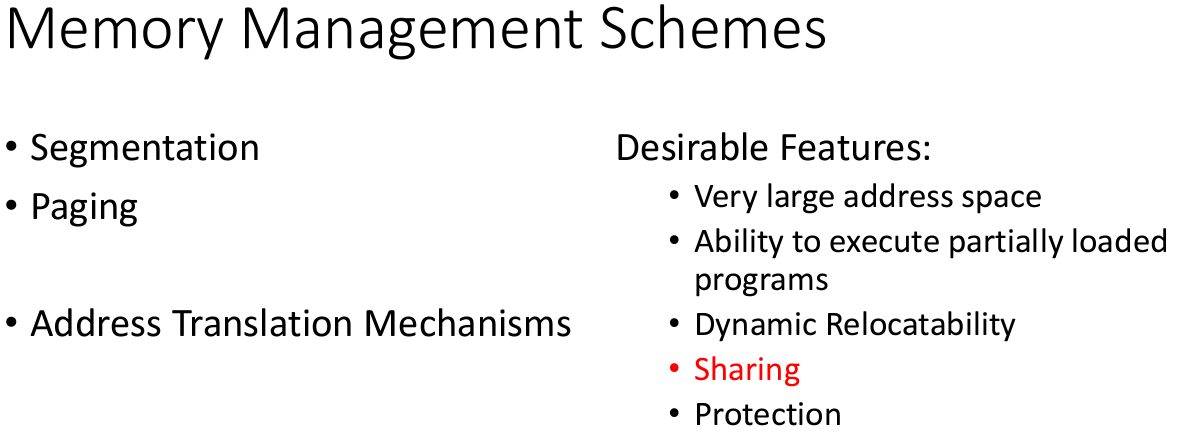 Memory Management Schemes
• Segmentation
• Paging
• Address Translation Mechanisms
Desirable Features:
• Very large address space
• Ability to execute partially loaded
programs
• Dynamic Relocatability
• Sharing
• Protection